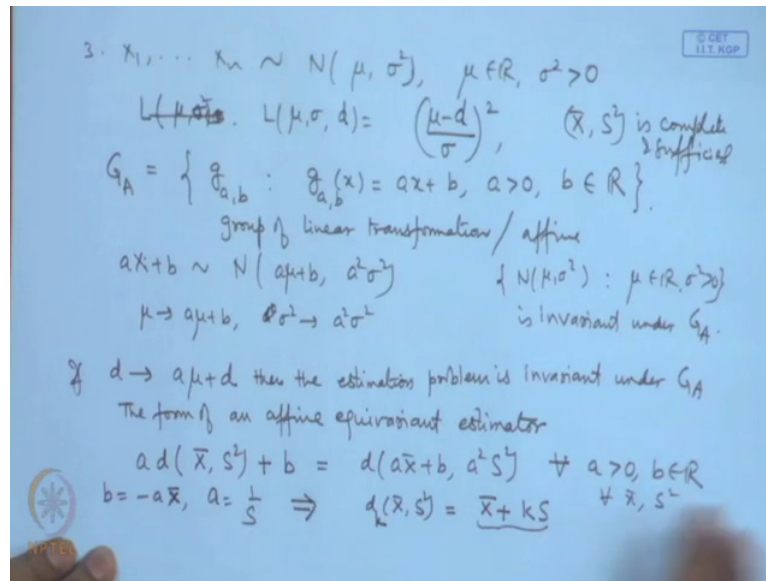 © CET
I.I.T. KGP
3. X₁, ... Xₙ ~ N(μ, σ²), μ∈ℝ, σ²>0
L(μ,σ, d)= ((μ-d)/σ)², (X̄, S²) is complete
& sufficient
G_A = { g_{a,b} : g_{a,b}(x) = ax+b, a>0, b∈ℝ}.
group of linear transformation / affine
aXi+b ~ N(aμ+b, a²σ²) { N(μ,σ²) : μ∈ℝ, σ²>0}
μ→ aμ+b, σ²→ a²σ² is invariant under G_A.
If d→ aμ+d then the estimation problem is invariant under G_A
The form of an affine equivariant estimator
a d(X̄, S²) + b = d(aX̄+b, a²S²) ∀ a>0, b∈ℝ
b = -aX̄, a = 1/S ⇒ d_k(X̄, S²) = X̄ + kS ∀ X̄, S²
NPTEL